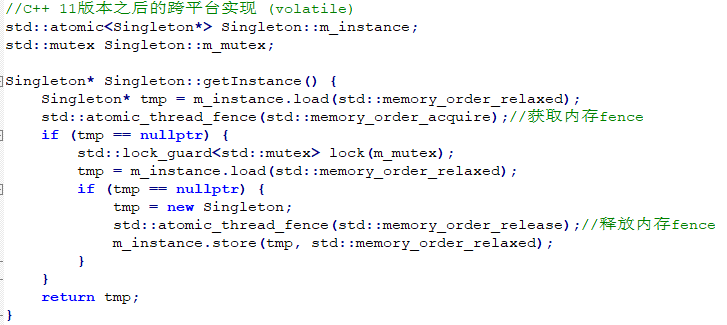 //C++ 11版本之后的跨平台实现 (volatile)
std::atomic<Singleton*> Singleton::m_instance;
std::mutex Singleton::m_mutex;

Singleton* Singleton::getInstance() {
    Singleton* tmp = m_instance.load(std::memory_order_relaxed);
    std::atomic_thread_fence(std::memory_order_acquire);//获取内存fence
    if (tmp == nullptr) {
        std::lock_guard<std::mutex> lock(m_mutex);
        tmp = m_instance.load(std::memory_order_relaxed);
        if (tmp == nullptr) {
            tmp = new Singleton;
            std::atomic_thread_fence(std::memory_order_release);//释放内存fence
            m_instance.store(tmp, std::memory_order_relaxed);
        }
    }
    return tmp;
}